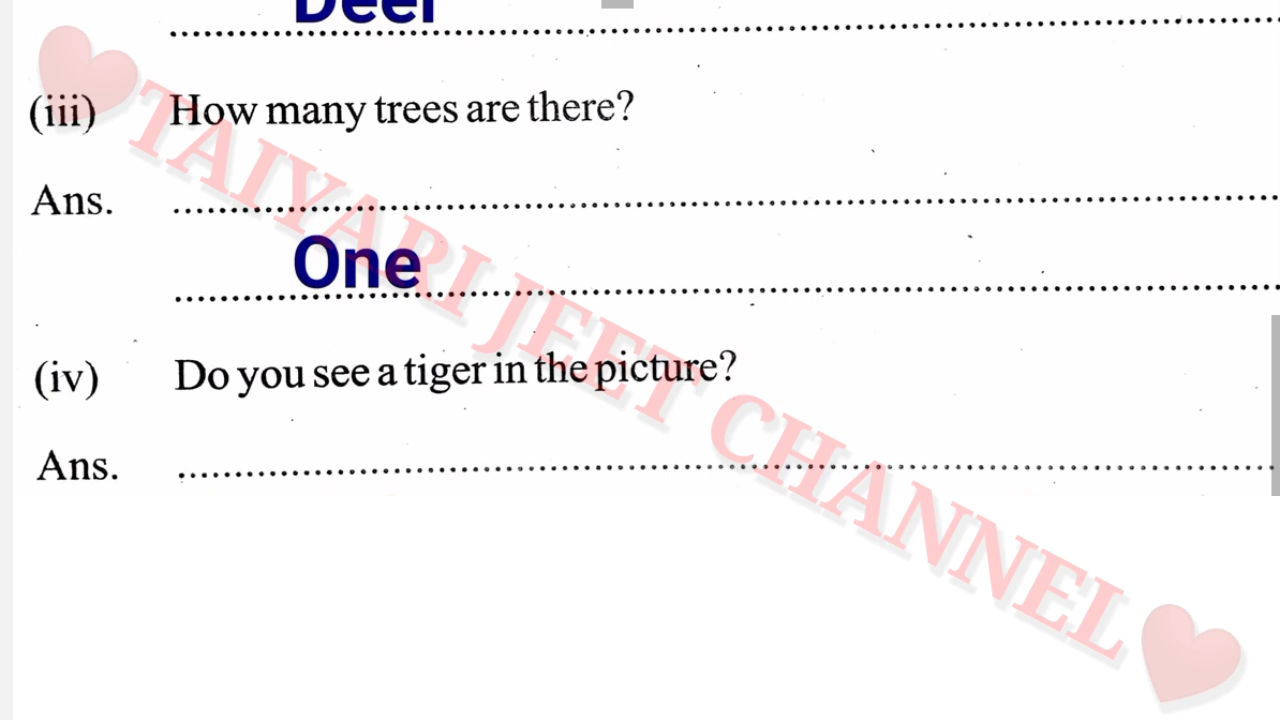 Deer
(iii) How many trees are there?
Ans. ........................................
One
........................................
(iv) Do you see a tiger in the picture?
Ans. ........................................
TAIYARI JEET CHANNEL